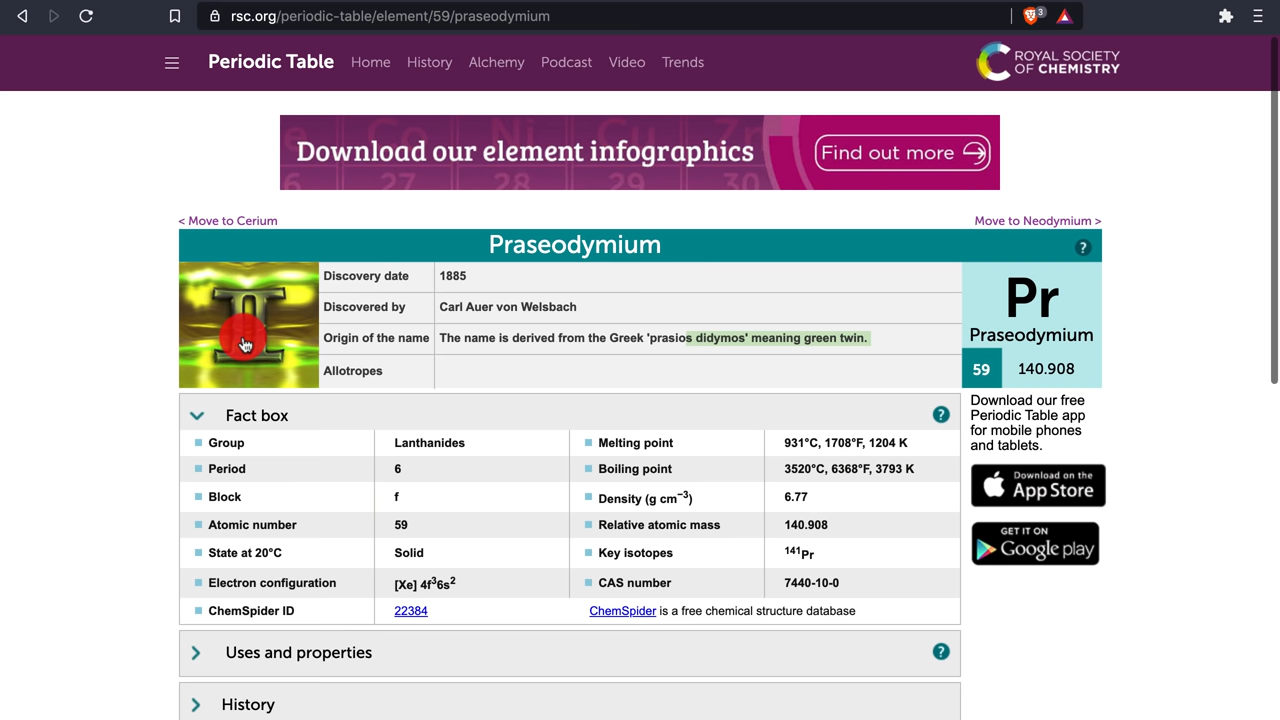 rsc.org/periodic-table/element/59/praseodymium
3
Periodic Table Home History Alchemy Podcast Video Trends
ROYAL SOCIETY
OF CHEMISTRY
Download our element infographics
Find out more
27 28 29 30
< Move to Cerium
Move to Neodymium >
Praseodymium
?
Discovery date 1885
Discovered by Carl Auer von Welsbach
Origin of the name The name is derived from the Greek 'prasios didymos' meaning green twin.
Allotropes
Pr
Praseodymium
59 140.908
Fact box
?
Group Lanthanides Melting point 931°C, 1708°F, 1204 K
Period 6 Boiling point 3520°C, 6368°F, 3793 K
Block f Density (g cm⁻³) 6.77
Atomic number 59 Relative atomic mass 140.908
State at 20°C Solid Key isotopes ¹⁴¹Pr
Electron configuration [Xe] 4f³6s² CAS number 7440-10-0
ChemSpider ID 22384 ChemSpider is a free chemical structure database
Uses and properties
?
History
Download our free
Periodic Table app
for mobile phones
and tablets.
Download on the
App Store
GET IT ON
Google play